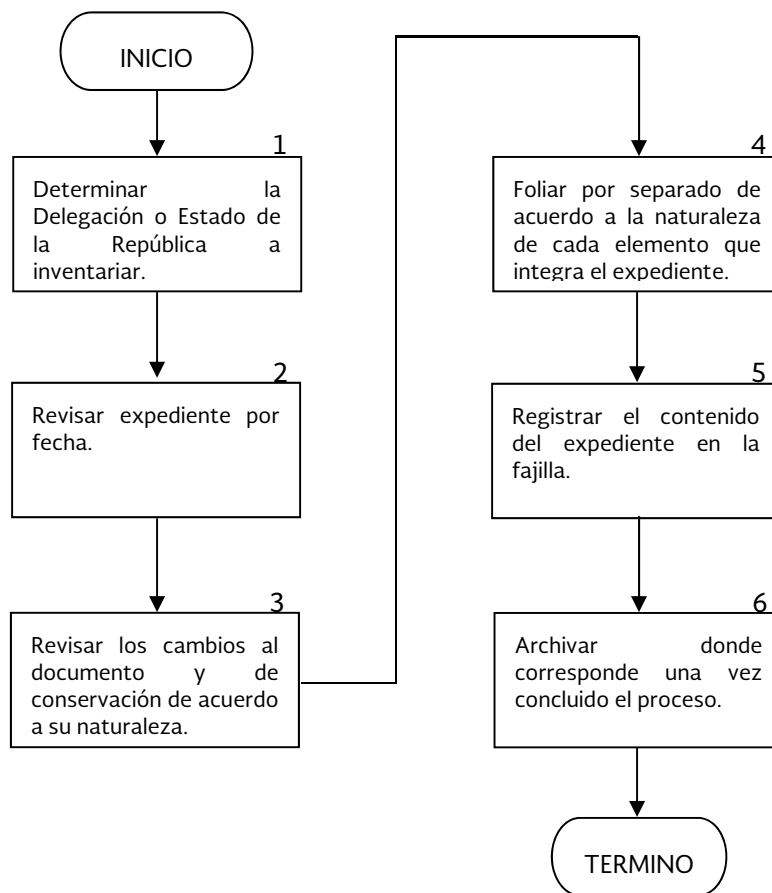 INICIO
1
Determinar la
Delegación o Estado de
la República a
inventariar.
2
Revisar expediente por
fecha.
3
Revisar los cambios al
documento y de
conservación de acuerdo
a su naturaleza.
4
Foliar por separado de
acuerdo a la naturaleza
de cada elemento que
integra el expediente.
5
Registrar el contenido
del expediente en la
fajilla.
6
Archivar donde
corresponde una vez
concluido el proceso.
TERMINO